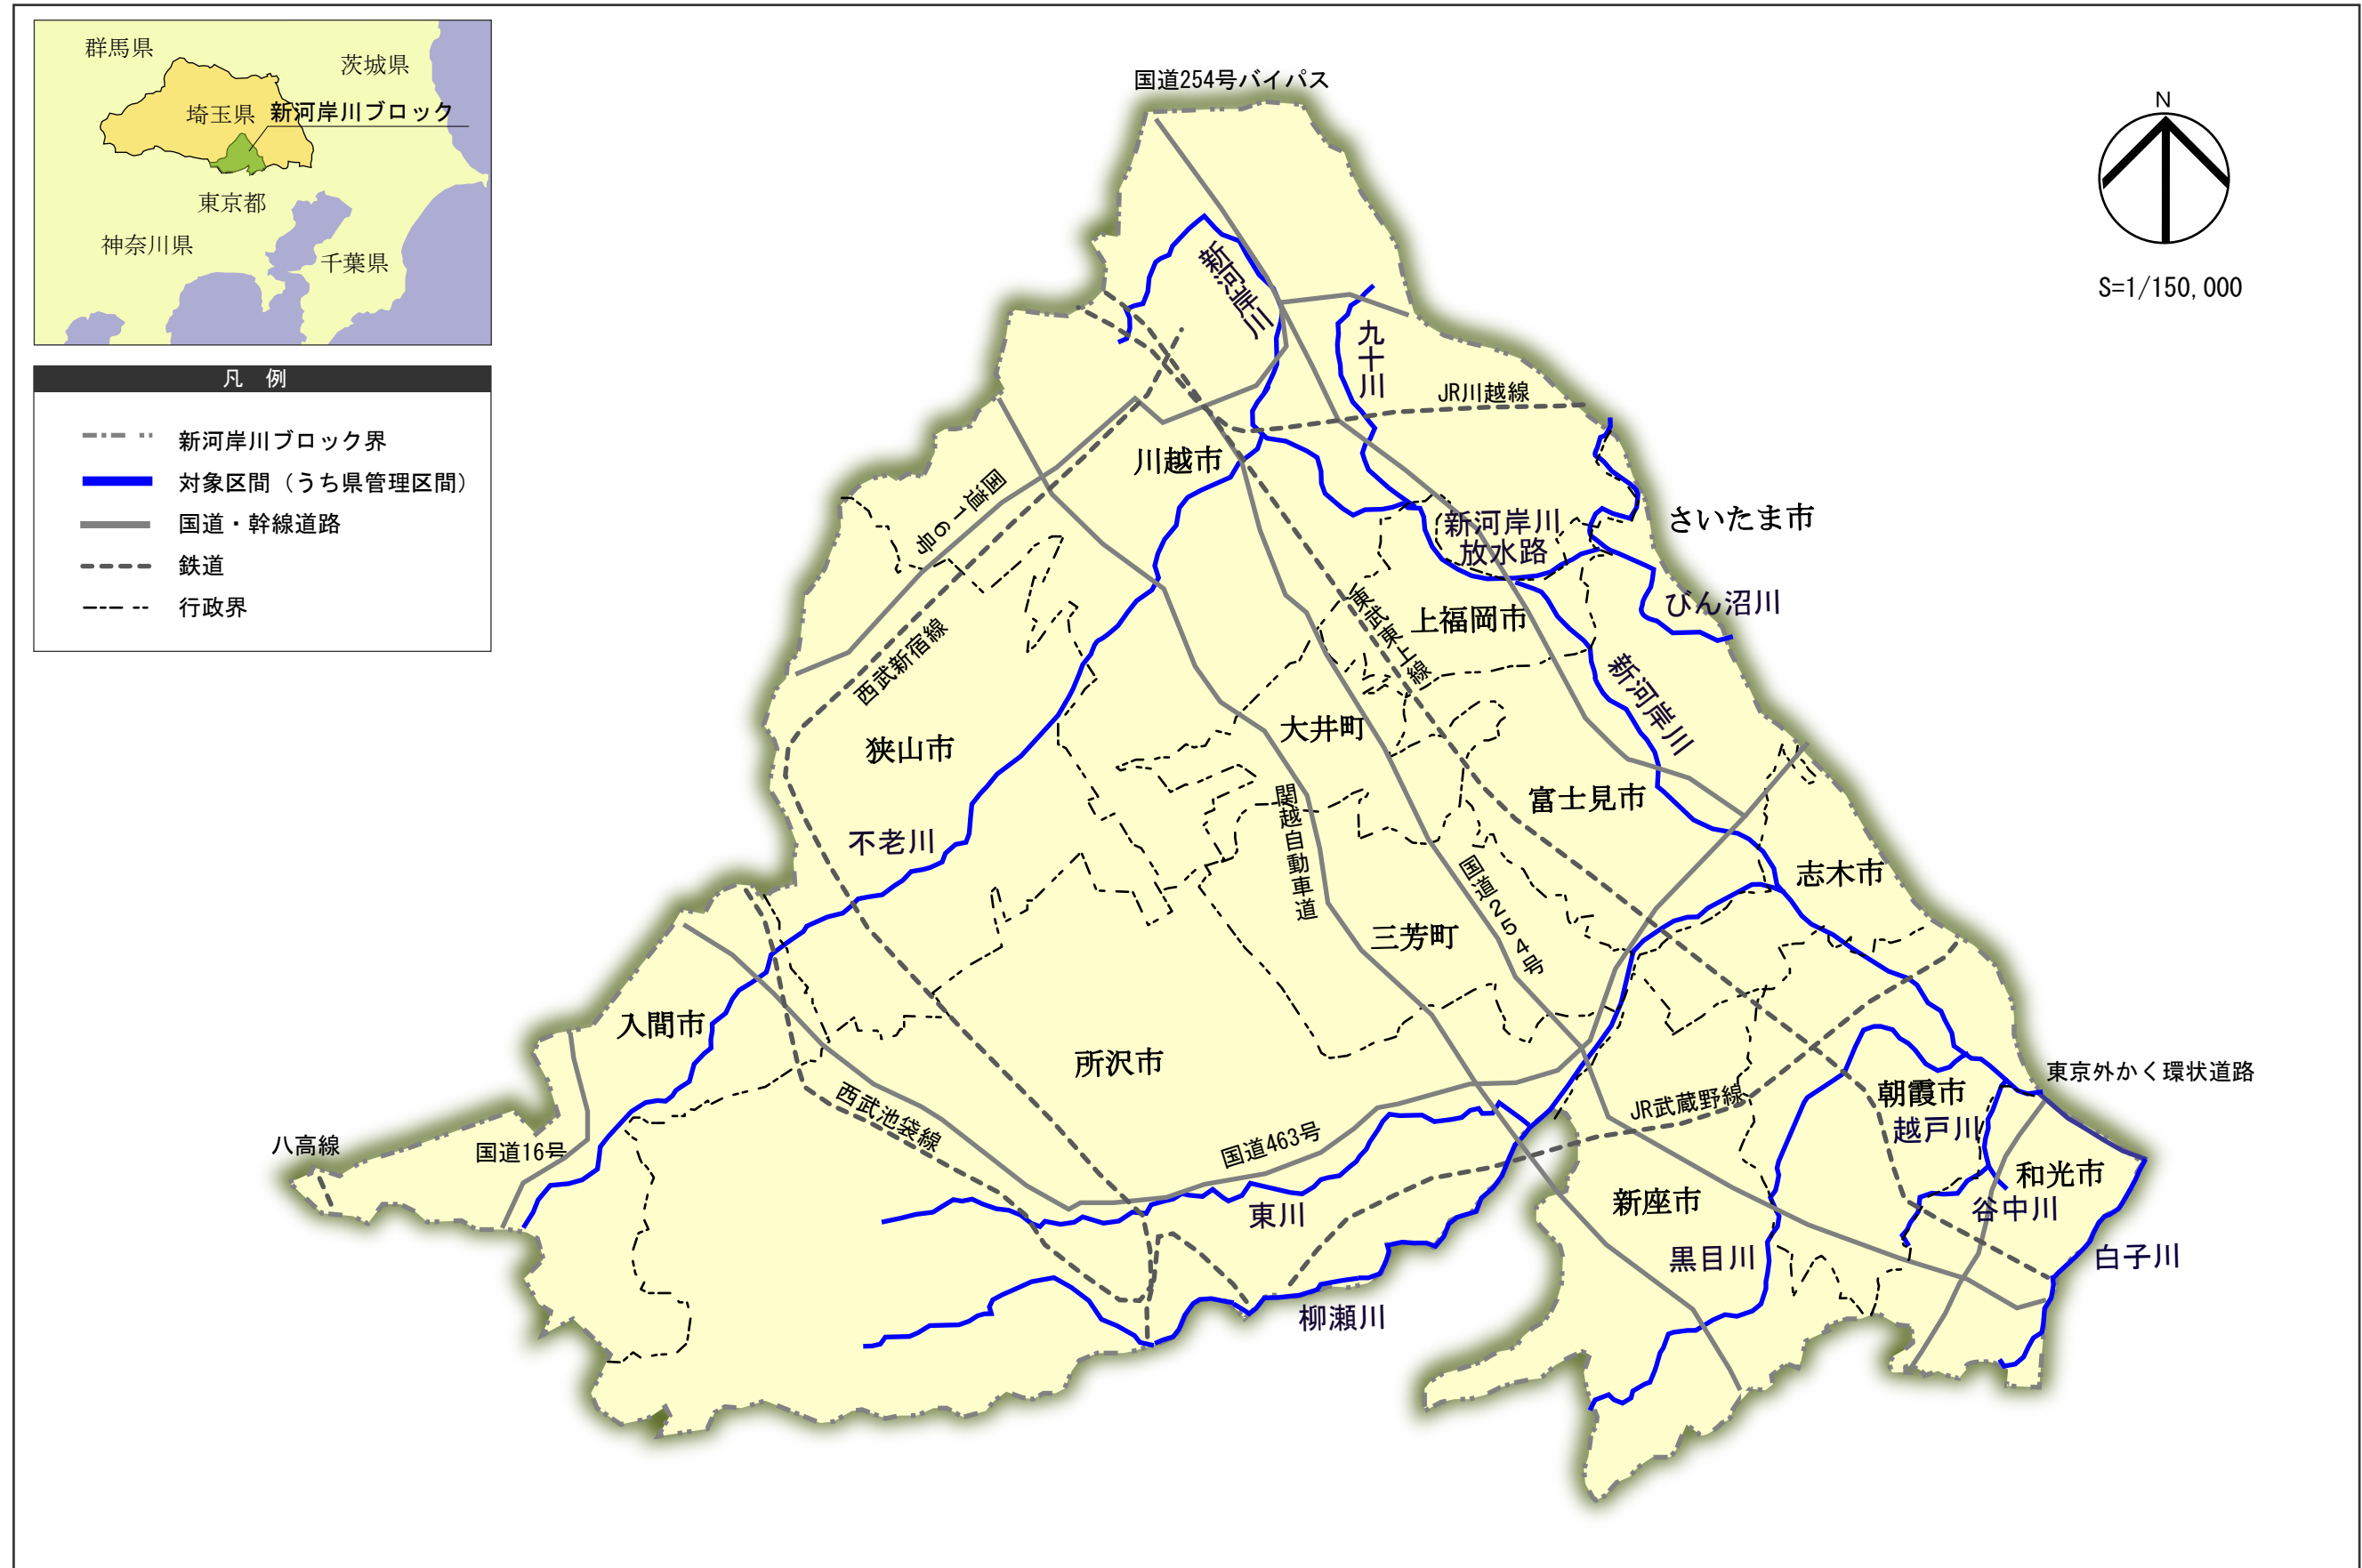 群馬県
茨城県
埼玉県
新河岸川ブロック
東京都
神奈川県
千葉県
凡 例
新河岸川ブロック界
対象区間（うち県管理区間）
国道・幹線道路
鉄道
行政界
国道254号バイパス
N
S=1/150,000
新河岸川
九十川
JR川越線
川越市
国道16号
新河岸川
放水路
さいたま市
びん沼川
東武東上線
上福岡市
西武新宿線
新河岸川
大井町
狭山市
富士見市
不老川
関越自動車道
国道254号
志木市
三芳町
入間市
所沢市
東京外かく環状道路
朝霞市
JR武蔵野線
西武池袋線
越戸川
国道463号
八高線
国道16号
和光市
新座市
谷中川
東川
黒目川
白子川
柳瀬川